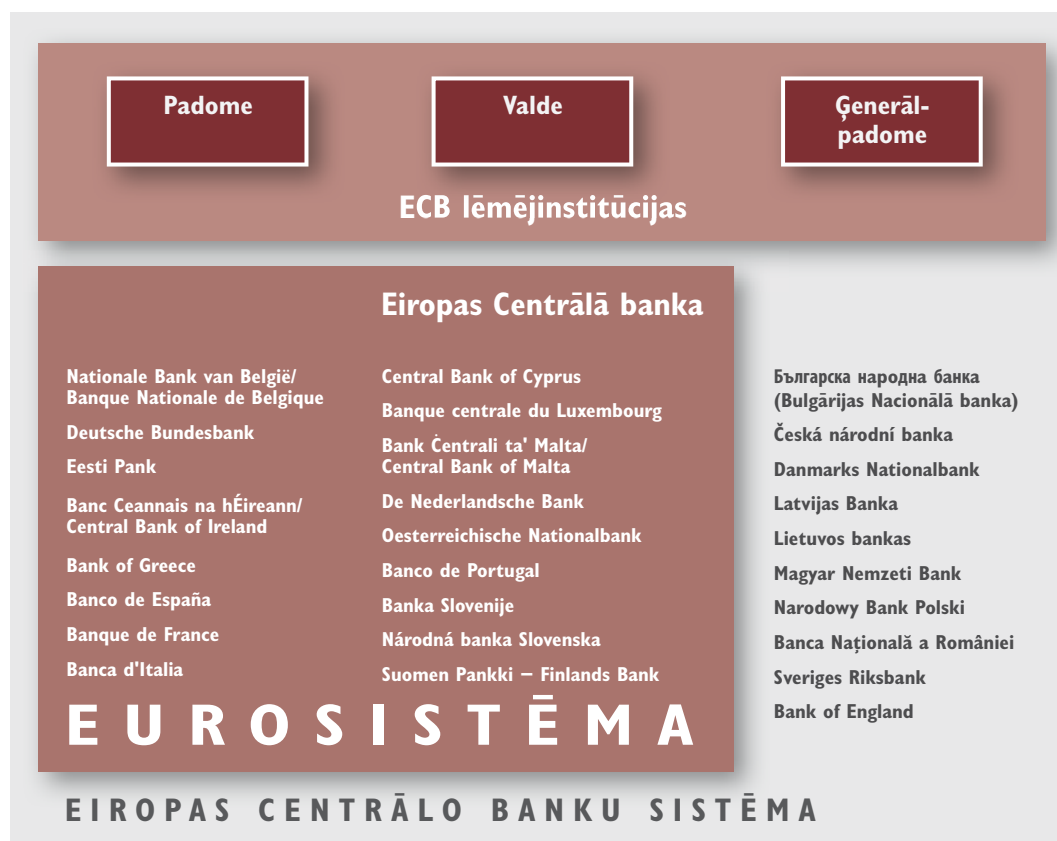 Padome
Valde
Ģenerāl-
padome
ECB lēmējinstitūcijas
Eiropas Centrālā banka
Nationale Bank van België/
Banque Nationale de Belgique
Deutsche Bundesbank
Eesti Pank
Banc Ceannais na hÉireann/
Central Bank of Ireland
Bank of Greece
Banco de España
Banque de France
Banca d'Italia
Central Bank of Cyprus
Banque centrale du Luxembourg
Bank Ċentrali ta' Malta/
Central Bank of Malta
De Nederlandsche Bank
Oesterreichische Nationalbank
Banco de Portugal
Banka Slovenije
Národná banka Slovenska
Suomen Pankki – Finlands Bank
EUROSISTĒMA
Българска народна банка
(Bulgārijas Nacionālā banka)
Česká národní banka
Danmarks Nationalbank
Latvijas Banka
Lietuvos bankas
Magyar Nemzeti Bank
Narodowy Bank Polski
Banca Națională a României
Sveriges Riksbank
Bank of England
EIROPAS CENTRĀLO BANKU SISTĒMA